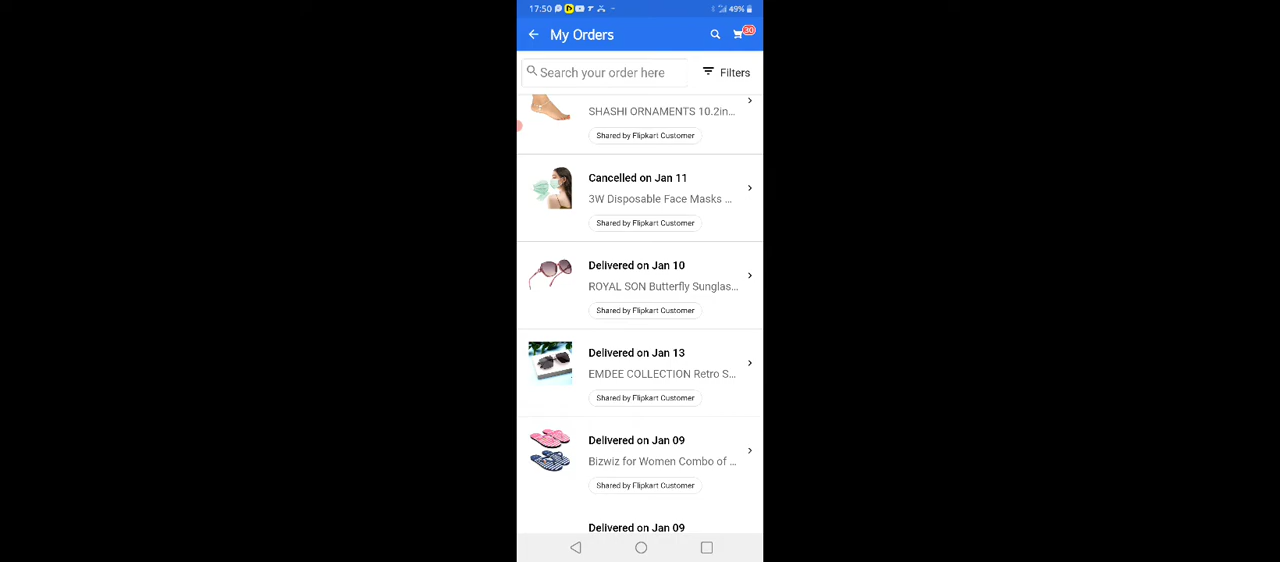 17:50 49%
My Orders 30
Search your order here Filters
SHASHI ORNAMENTS 10.2in...
Shared by Flipkart Customer
Cancelled on Jan 11
3W Disposable Face Masks ...
Shared by Flipkart Customer
Delivered on Jan 10
ROYAL SON Butterfly Sunglas...
Shared by Flipkart Customer
Delivered on Jan 13
EMDEE COLLECTION Retro S...
Shared by Flipkart Customer
Delivered on Jan 09
Bizwiz for Women Combo of ...
Shared by Flipkart Customer
Delivered on Jan 09